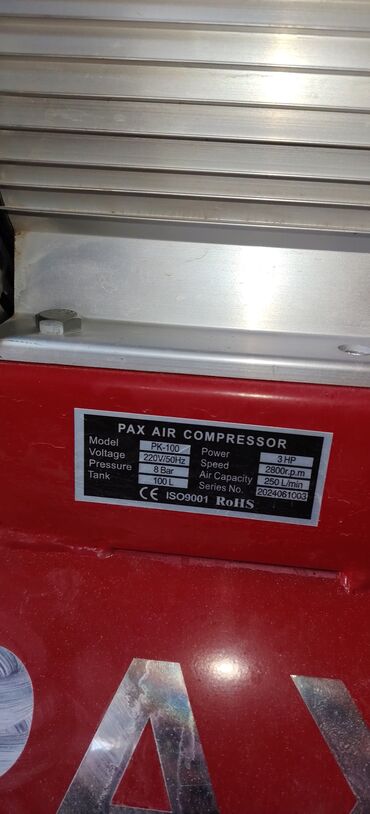 PAX AIR COMPRESSOR
Model PK-100 Power 3 HP
Voltage 220V/50Hz Speed 2800r.p.m
Pressure 8 Bar Air Capacity 250 L/min
Tank 100 L Series No. 2024061003
CE ISO9001 RoHS
PAX